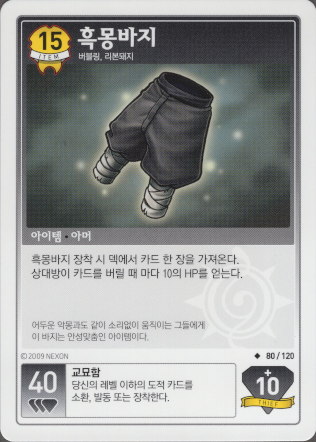 15
ITEM
흑몽바지
버블링, 리본돼지
아이템 · 아머
흑몽바지 장착 시 덱에서 카드 한 장을 가져온다.
상대방이 카드를 버릴 때 마다 10의 HP를 얻는다.
어두운 악몽과도 같이 소리없이 움직이는 그들에게
이 바지는 안성맞춤인 아이템이다.
©2009 NEXON
◆ 80 / 120
40
교묘함
당신의 레벨 이하의 도적 카드를
소환, 발동 또는 장착한다.
+
10
THIEF